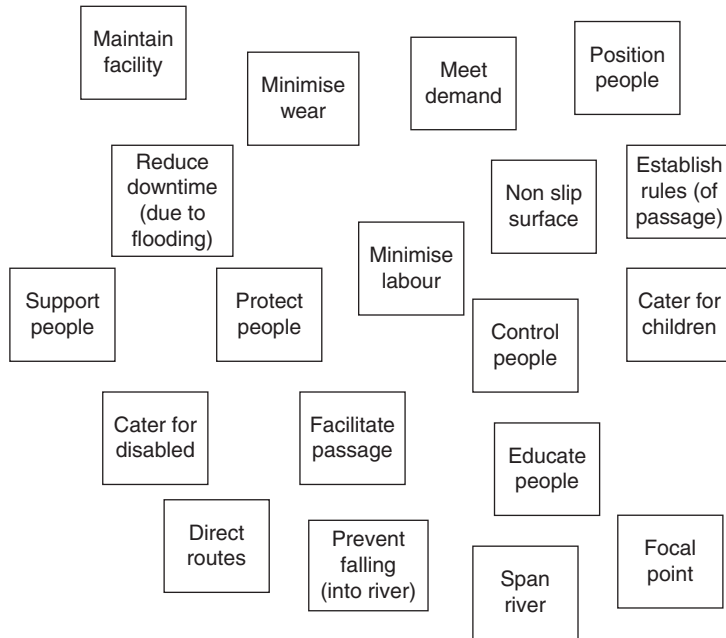 Maintain
facility
Minimise
wear
Meet
demand
Position
people
Reduce
downtime
(due to
flooding)
Non slip
surface
Establish
rules (of
passage)
Minimise
labour
Support
people
Protect
people
Control
people
Cater for
children
Cater for
disabled
Facilitate
passage
Educate
people
Direct
routes
Prevent
falling
(into river)
Span
river
Focal
point